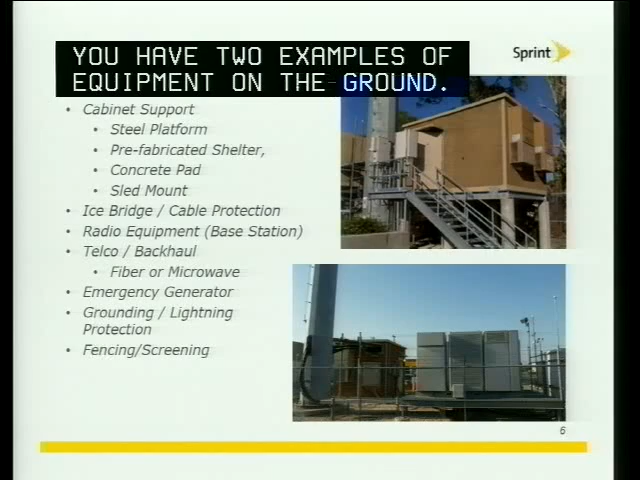 YOU HAVE TWO EXAMPLES OF
EQUIPMENT ON THE GROUND.
Sprint
• Cabinet Support
• Steel Platform
• Pre-fabricated Shelter,
• Concrete Pad
• Sled Mount
• Ice Bridge / Cable Protection
• Radio Equipment (Base Station)
• Telco / Backhaul
• Fiber or Microwave
• Emergency Generator
• Grounding / Lightning
Protection
• Fencing/Screening
6